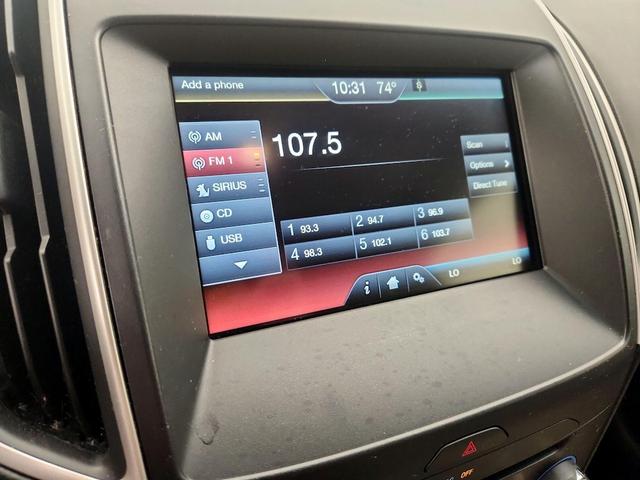 Add a phone
10:31 74°
AM
FM 1
SIRIUS
CD
USB
107.5
Scan
Options
Direct Tune
1 93.3 2 94.7 3 96.9
4 98.3 5 102.1 6 103.7
i
LO LO
OFF